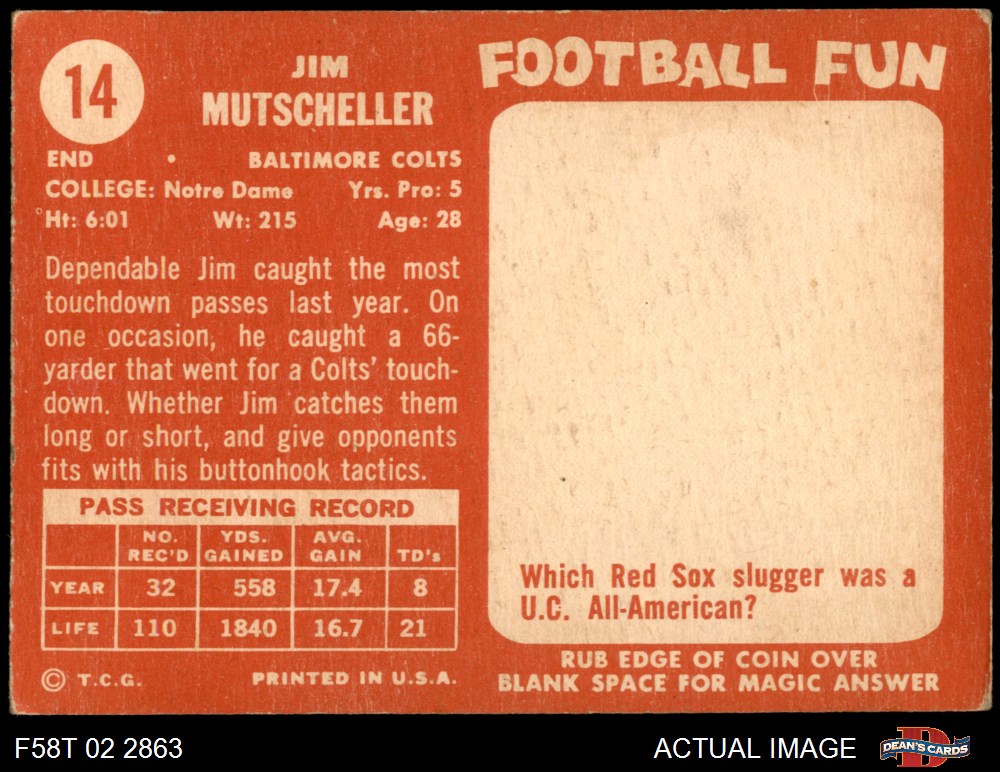 14
JIM
MUTSCHELLER
END • BALTIMORE COLTS
COLLEGE: Notre Dame Yrs. Pro: 5
Ht: 6:01 Wt: 215 Age: 28
Dependable Jim caught the most
touchdown passes last year. On
one occasion, he caught a 66-
yarder that went for a Colts' touch-
down. Whether Jim catches them
long or short, and give opponents
fits with his buttonhook tactics.
PASS RECEIVING RECORD
NO. REC'D YDS. GAINED AVG. GAIN TD's
YEAR 32 558 17.4 8
LIFE 110 1840 16.7 21
© T.C.G. PRINTED IN U.S.A.
FOOTBALL FUN
Which Red Sox slugger was a
U.C. All-American?
RUB EDGE OF COIN OVER
BLANK SPACE FOR MAGIC ANSWER
F58T 02 2863
ACTUAL IMAGE
D
DEAN'S CARDS